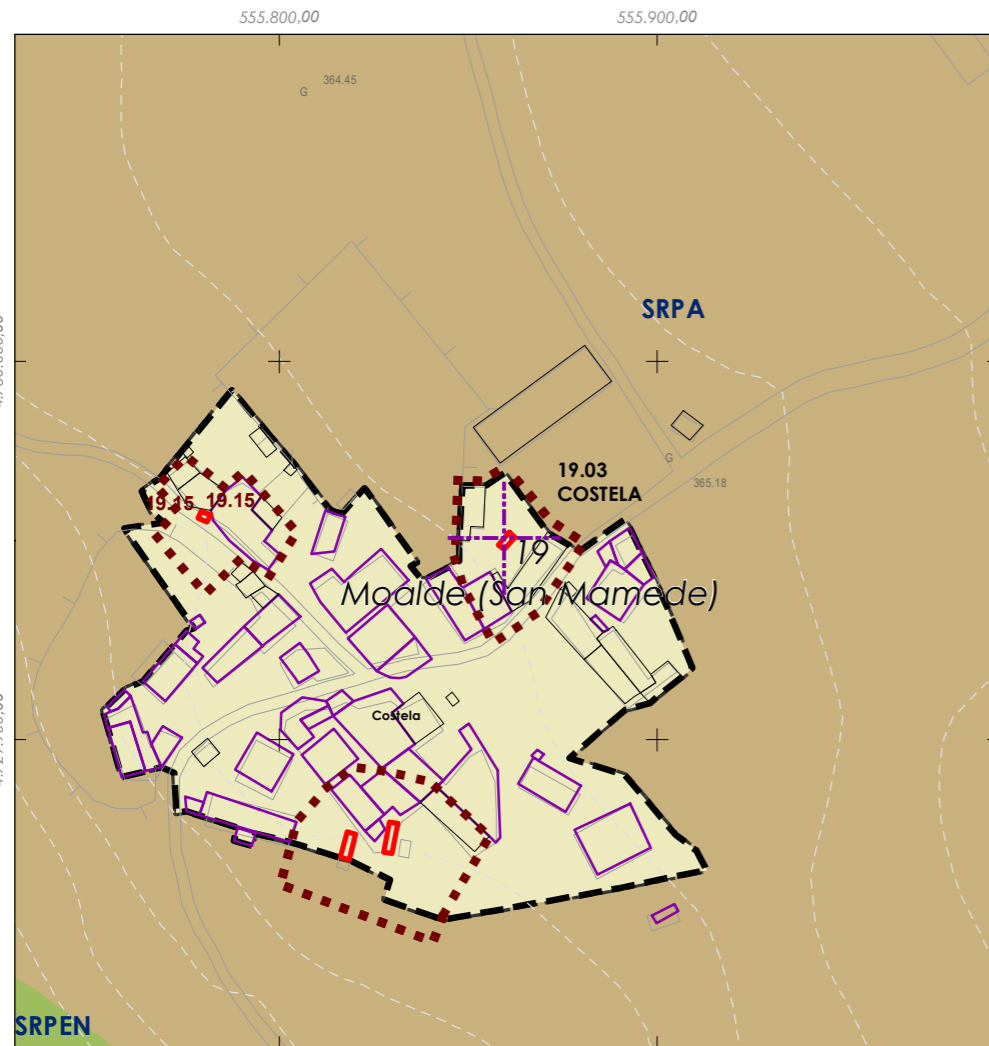 555.800,00 555.900,00
364.45
G
SRPA
19.03
COSTELA
G
365.18
19.15 19.15
19
Moalde (San Mamede)
Costela
SRPEN